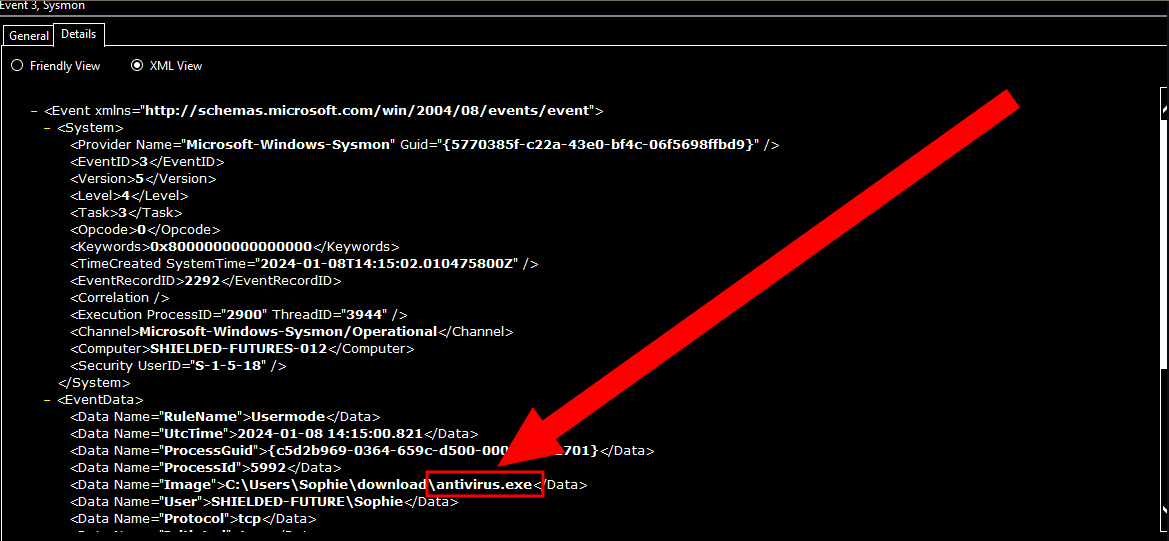 Event 3, Sysmon
General Details
Friendly View XML View
– <Event xmlns="http://schemas.microsoft.com/win/2004/08/events/event">
– <System>
<Provider Name="Microsoft-Windows-Sysmon" Guid="{5770385f-c22a-43e0-bf4c-06f5698ffbd9}" />
<EventID>3</EventID>
<Version>5</Version>
<Level>4</Level>
<Task>3</Task>
<Opcode>0</Opcode>
<Keywords>0x8000000000000000</Keywords>
<TimeCreated SystemTime="2024-01-08T14:15:02.010475800Z" />
<EventRecordID>2292</EventRecordID>
<Correlation />
<Execution ProcessID="2900" ThreadID="3944" />
<Channel>Microsoft-Windows-Sysmon/Operational</Channel>
<Computer>SHIELDED-FUTURES-012</Computer>
<Security UserID="S-1-5-18" />
</System>
– <EventData>
<Data Name="RuleName">Usermode</Data>
<Data Name="UtcTime">2024-01-08 14:15:00.821</Data>
<Data Name="ProcessGuid">{c5d2b969-0364-659c-d500-000 701}</Data>
<Data Name="ProcessId">5992</Data>
<Data Name="Image">C:\Users\Sophie\download\antivirus.exe</Data>
<Data Name="User">SHIELDED-FUTURE\Sophie</Data>
<Data Name="Protocol">tcp</Data>